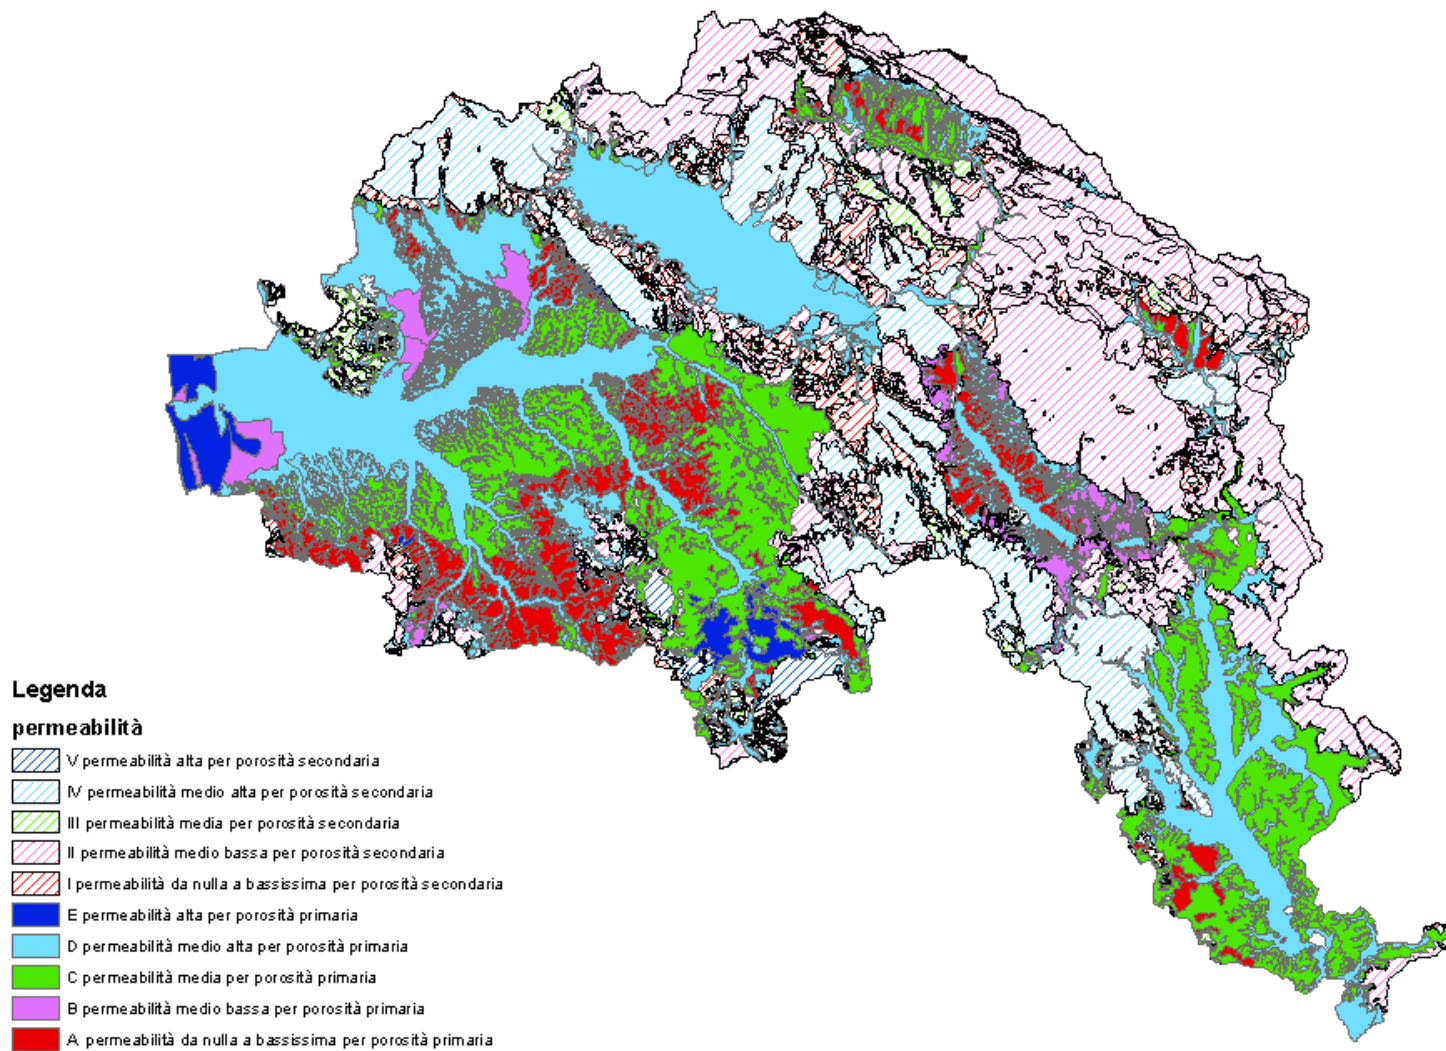 Legenda
permeabilità
V permeabilità alta per porosità secondaria
IV permeabilità medio alta per porosità secondaria
III permeabilità media per porosità secondaria
II permeabilità medio bassa per porosità secondaria
I permeabilità da nulla a bassissima per porosità secondaria
E permeabilità alta per porosità primaria
D permeabilità medio alta per porosità primaria
C permeabilità media per porosità primaria
B permeabilità medio bassa per porosità primaria
A permeabilità da nulla a bassissima per porosità primaria